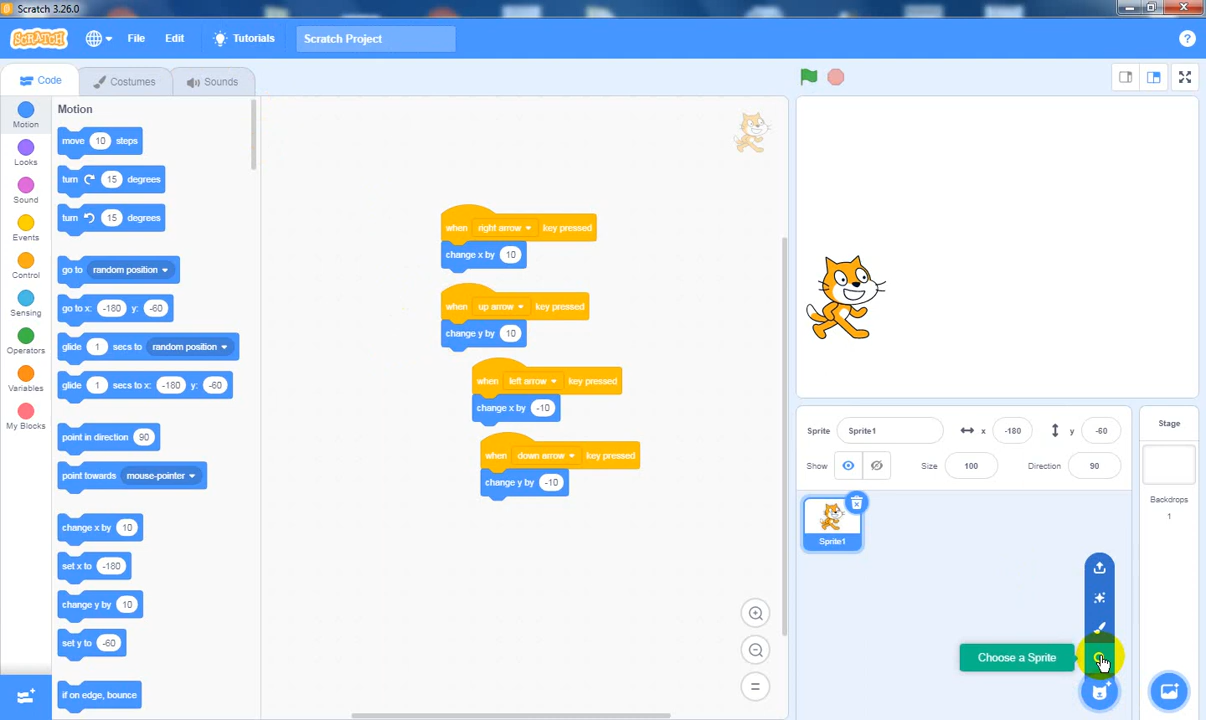 Scratch 3.26.0
SCRATCH File Edit Tutorials Scratch Project ?
Code Costumes Sounds
Motion
Looks
Sound
Events
Control
Sensing
Operators
Variables
My Blocks
Motion
move 10 steps
turn 15 degrees
turn 15 degrees
go to random position
go to x: -180 y: -60
glide 1 secs to random position
glide 1 secs to x: -180 y: -60
point in direction 90
point towards mouse-pointer
change x by 10
set x to -180
change y by 10
set y to -60
if on edge, bounce
when right arrow key pressed
change x by 10
when up arrow key pressed
change y by 10
when left arrow key pressed
change x by -10
when down arrow key pressed
change y by -10
Sprite Sprite1 x -180 y -60
Show Size 100 Direction 90
Sprite1
Choose a Sprite
Stage
Backdrops
1